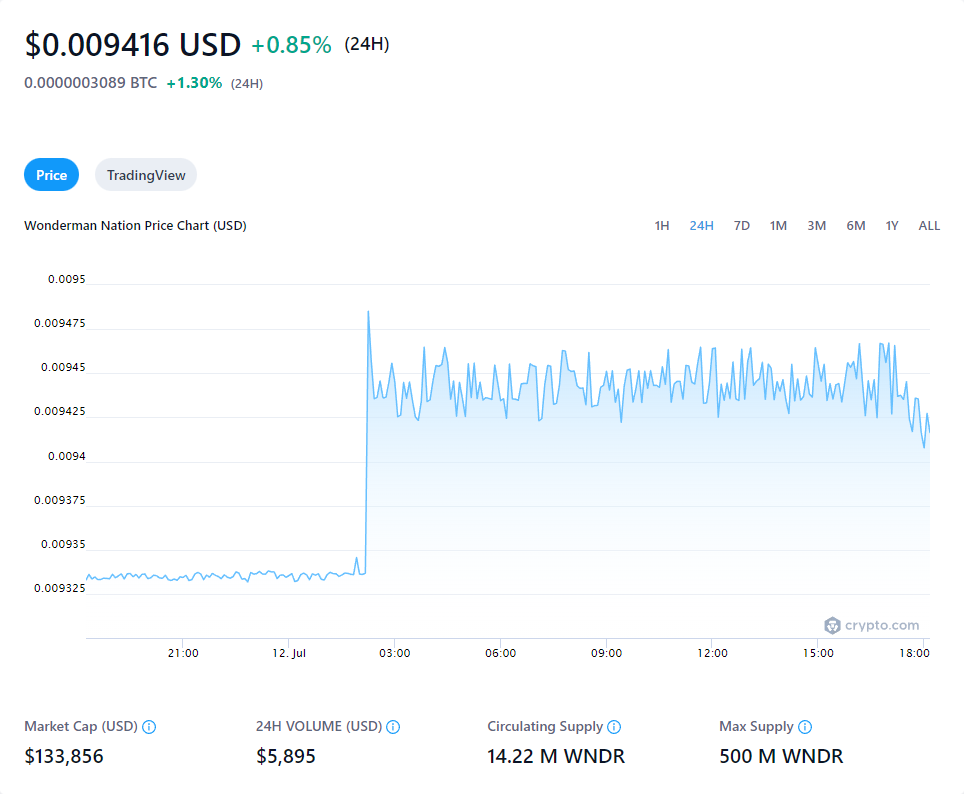 $0.009416 USD +0.85% (24H)
0.0000003089 BTC +1.30% (24H)
Price TradingView
Wonderman Nation Price Chart (USD) 1H 24H 7D 1M 3M 6M 1Y ALL
0.0095
0.009475
0.00945
0.009425
0.0094
0.009375
0.00935
0.009325
crypto.com
21:00 12. Jul 03:00 06:00 09:00 12:00 15:00 18:00
Market Cap (USD) 24H VOLUME (USD) Circulating Supply Max Supply
$133,856 $5,895 14.22 M WNDR 500 M WNDR